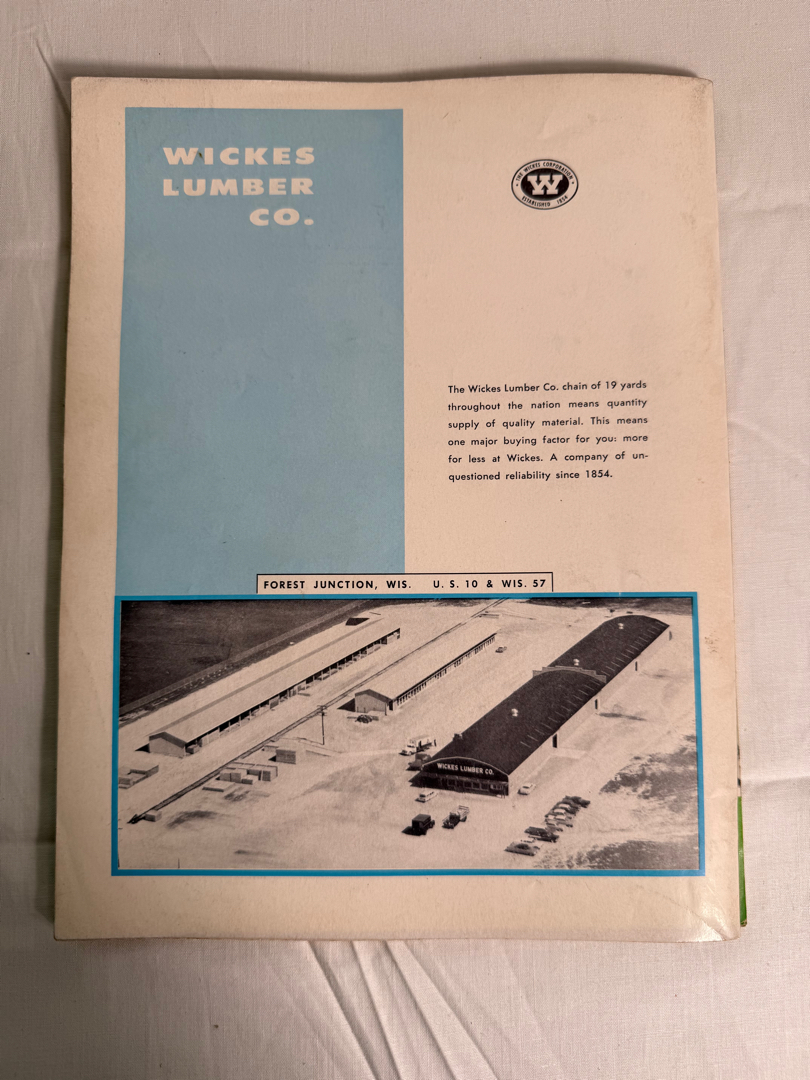 WICKES
LUMBER
CO.
THE WICKES CORPORATION
W
ESTABLISHED 1854
The Wickes Lumber Co. chain of 19 yards
throughout the nation means quantity
supply of quality material. This means
one major buying factor for you: more
for less at Wickes. A company of un-
questioned reliability since 1854.
FOREST JUNCTION, WIS. U. S. 10 & WIS. 57
WICKES LUMBER CO.